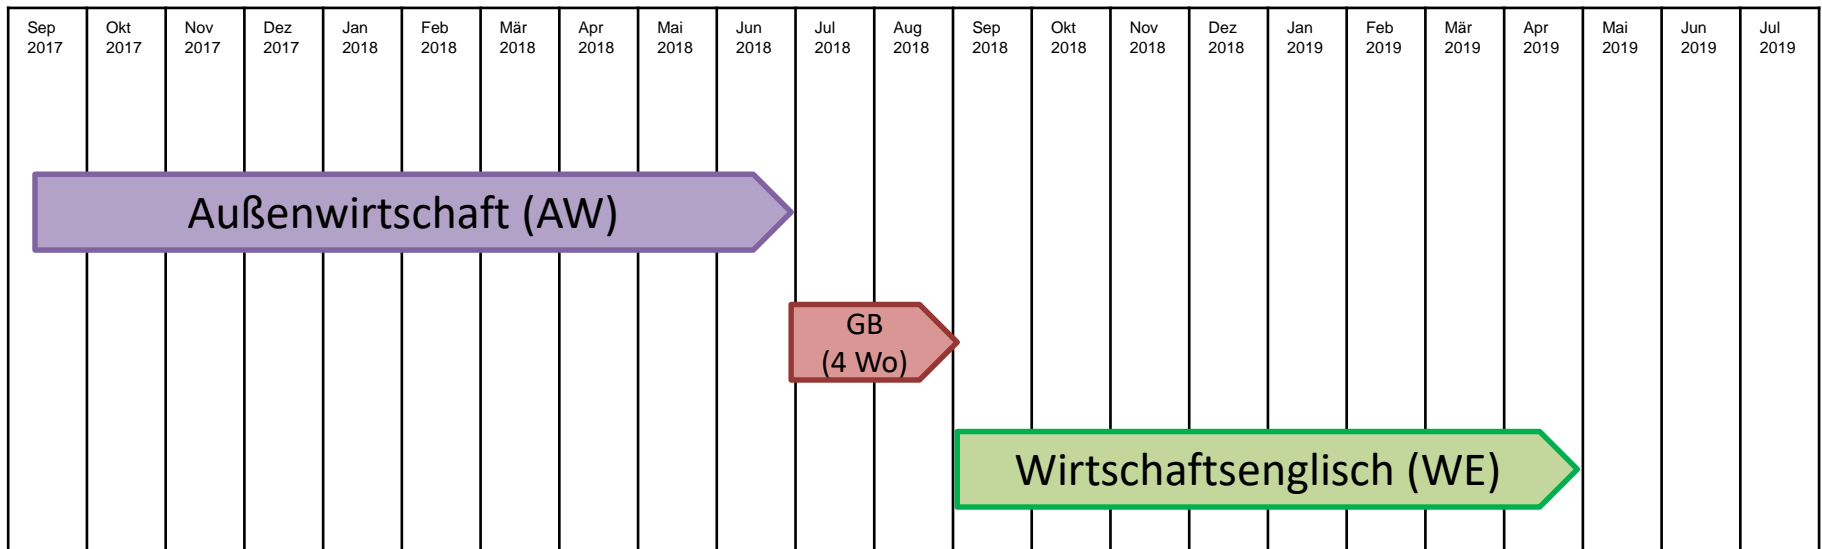 Sep Okt Nov Dez Jan Feb Mär Apr Mai Jun Jul Aug Sep Okt Nov Dez Jan Feb Mär Apr Mai Jun Jul
2017 2017 2017 2017 2018 2018 2018 2018 2018 2018 2018 2018 2018 2018 2018 2018 2019 2019 2019 2019 2019 2019 2019
Außenwirtschaft (AW)
GB
(4 Wo)
Wirtschaftsenglisch (WE)